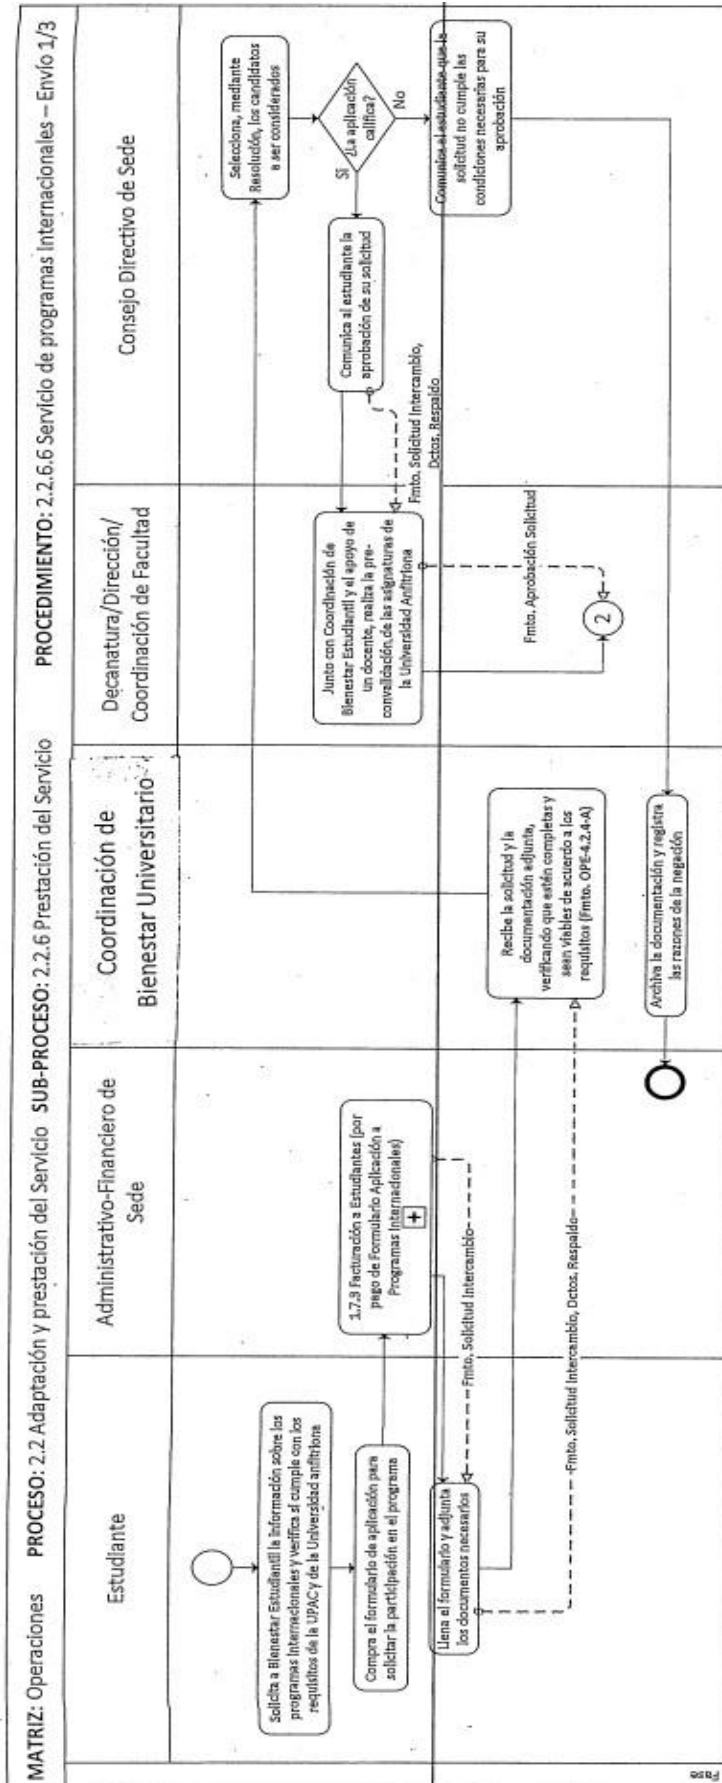 MATRIZ: Operaciones PROCESO: 2.2 Adaptación y prestación del Servicio SUB-PROCESO: 2.2.6 Prestación del Servicio PROCEDIMIENTO: 2.2.6.6 Servicio de programas Internacionales – Envío 1/3
Estudiante
Administrativo-Financiero de
Sede
Coordinación de
Bienestar Universitario
Decanatura/Dirección/
Coordinación de Facultad
Consejo Directivo de Sede
Solicita a Bienestar Estudiantil la información sobre los
programas internacionales y verifica si cumple con los
requisitos de la UPAC y de la Universidad anfitriona
Compra el formulario de aplicación para
solicitar la participación en el programa
1.7.3 Facturación a Estudiantes (por
pago de Formulario Aplicación a
Programas Internacionales)
Llena el formulario y adjunta
los documentos necesarios
Fmto. Solicitud Intercambio
Fmto. Solicitud Intercambio, Dctos. Respaldo
Recibe la solicitud y la
documentación adjunta,
verificando que estén completas y
sean viables de acuerdo a los
requisitos (Fmto. OPE-4.2.4-A)
Selecciona, mediante
Resolución, los candidatos
a ser considerados
¿La aplicación
califica?
Si
No
Comunica al estudiante la
aprobación de su solicitud
Comunica al estudiante que la
solicitud no cumple las
condiciones necesarias para su
aprobación
Fmto. Solicitud Intercambio,
Dctos. Respaldo
Junto con Coordinación de
Bienestar Estudiantil y el apoyo de
un docente, realiza la pre-
convalidación de las asignaturas de
la Universidad Anfitriona
Fmto. Aprobación Solicitud
2
Archiva la documentación y registra
las razones de la negación
Fase